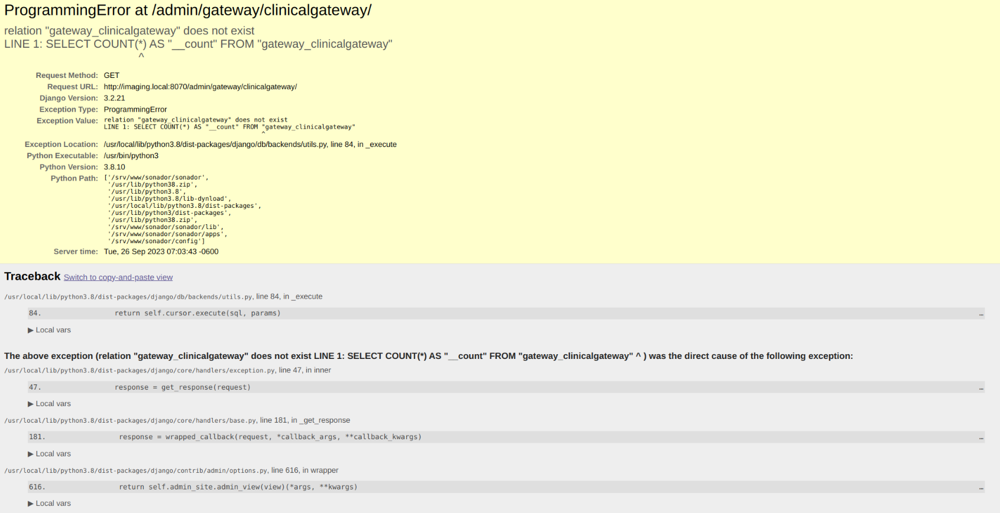 ProgrammingError at /admin/gateway/clinicalgateway/
relation "gateway_clinicalgateway" does not exist
LINE 1: SELECT COUNT(*) AS "__count" FROM "gateway_clinicalgateway"
^
Request Method: GET
Request URL: http://imaging.local:8070/admin/gateway/clinicalgateway/
Django Version: 3.2.21
Exception Type: ProgrammingError
Exception Value: relation "gateway_clinicalgateway" does not exist
LINE 1: SELECT COUNT(*) AS "__count" FROM "gateway_clinicalgateway"
^
Exception Location: /usr/local/lib/python3.8/dist-packages/django/db/backends/utils.py, line 84, in _execute
Python Executable: /usr/bin/python3
Python Version: 3.8.10
Python Path: ['/srv/www/sonador/sonador',
'/usr/lib/python38.zip',
'/usr/lib/python3.8',
'/usr/lib/python3.8/lib-dynload',
'/usr/local/lib/python3.8/dist-packages',
'/usr/lib/python3/dist-packages',
'/usr/lib/python38.zip',
'/srv/www/sonador/sonador/lib',
'/srv/www/sonador/sonador/apps',
'/srv/www/sonador/config']
Server time: Tue, 26 Sep 2023 07:03:43 -0600
Traceback Switch to copy-and-paste view
/usr/local/lib/python3.8/dist-packages/django/db/backends/utils.py, line 84, in _execute
84. return self.cursor.execute(sql, params) …
▶ Local vars
The above exception (relation "gateway_clinicalgateway" does not exist LINE 1: SELECT COUNT(*) AS "__count" FROM "gateway_clinicalgateway" ^ ) was the direct cause of the following exception:
/usr/local/lib/python3.8/dist-packages/django/core/handlers/exception.py, line 47, in inner
47. response = get_response(request) …
▶ Local vars
/usr/local/lib/python3.8/dist-packages/django/core/handlers/base.py, line 181, in _get_response
181. response = wrapped_callback(request, *callback_args, **callback_kwargs) …
▶ Local vars
/usr/local/lib/python3.8/dist-packages/django/contrib/admin/options.py, line 616, in wrapper
616. return self.admin_site.admin_view(view)(*args, **kwargs) …
▶ Local vars